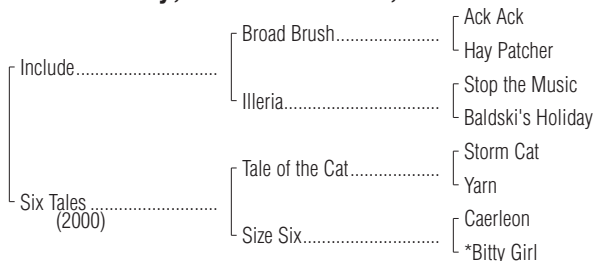 Ack Ack
Broad Brush
Hay Patcher
Include
Stop the Music
Illeria
Baldski's Holiday
Storm Cat
Tale of the Cat
Yarn
Six Tales
(2000)
Caerleon
Size Six
*Bitty Girl